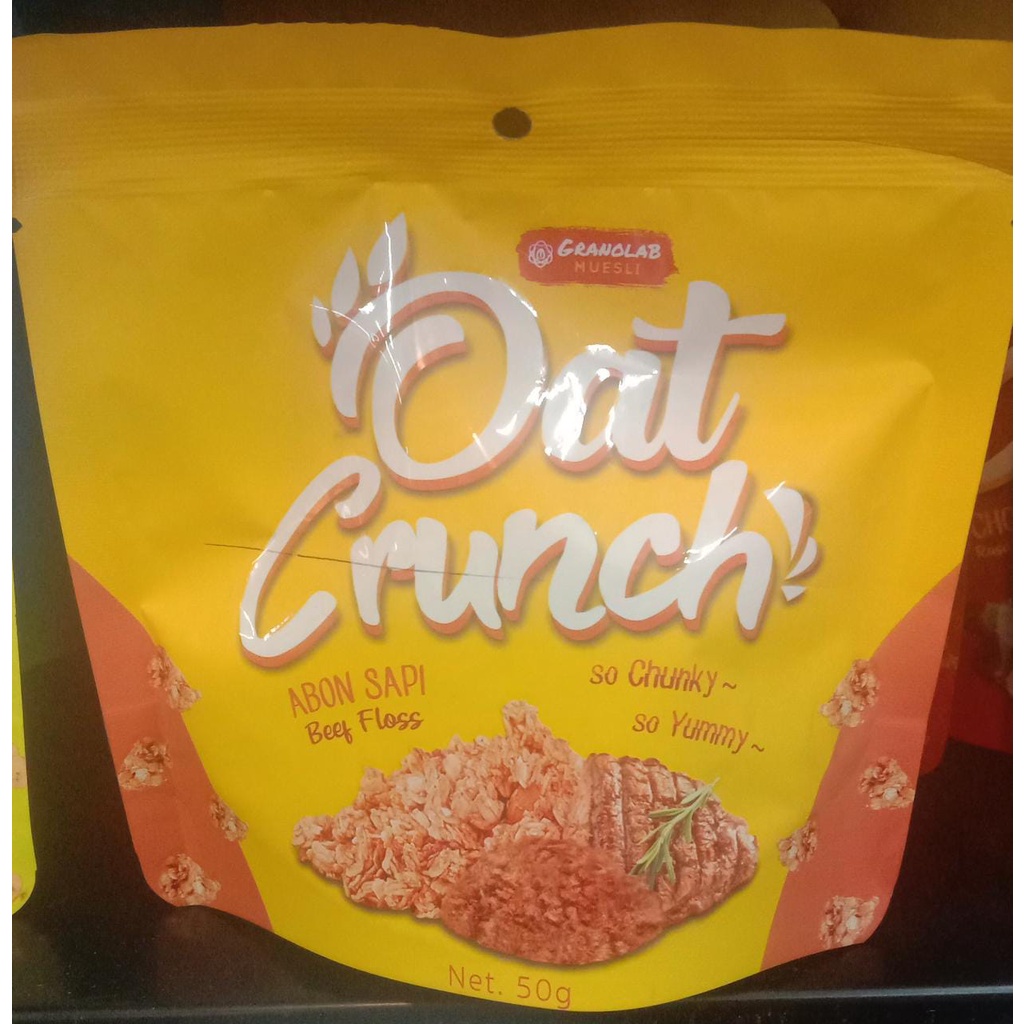 GRANOLAB
MUESLI
Oat
Crunch
ABON SAPI
Beef Floss
so Chunky~
so Yummy~
Net. 50g